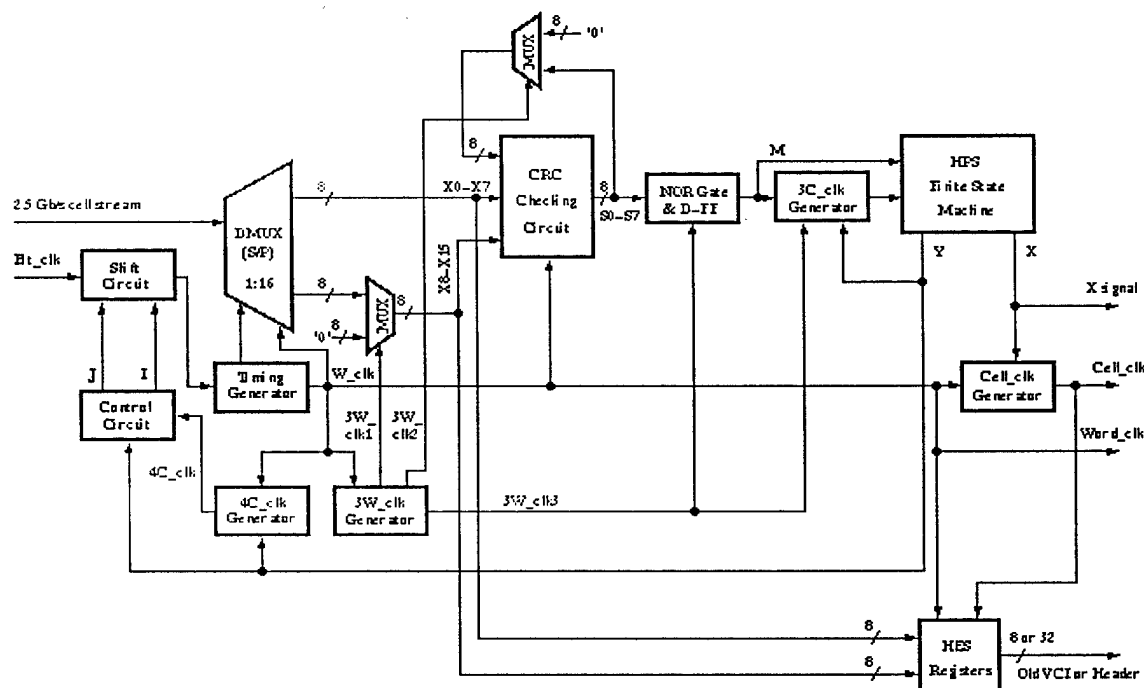 8
'0'
MUX
8
CRC
Checking
Circuit
8
S0-S7
M
NOR Gate
& D-FF
3C_clk
Generator
HPS
Finite State
Machine
Y
X
2.5 Gb/s cell stream
DMUX
(S/P)
1:16
8
X0-X7
X8-X15
Bit_clk
Shift
Circuit
8
8
'0'
MUX
8
X signal
J
I
Timing
Generator
W_clk
Cell_clk
Generator
Cell_clk
Control
Circuit
3W_
clk1
3W_
clk2
Word_clk
4C_clk
4C_clk
Generator
3W_clk
Generator
3W_clk3
8
8
HES
Registers
8 or 32
Old VCI or Header